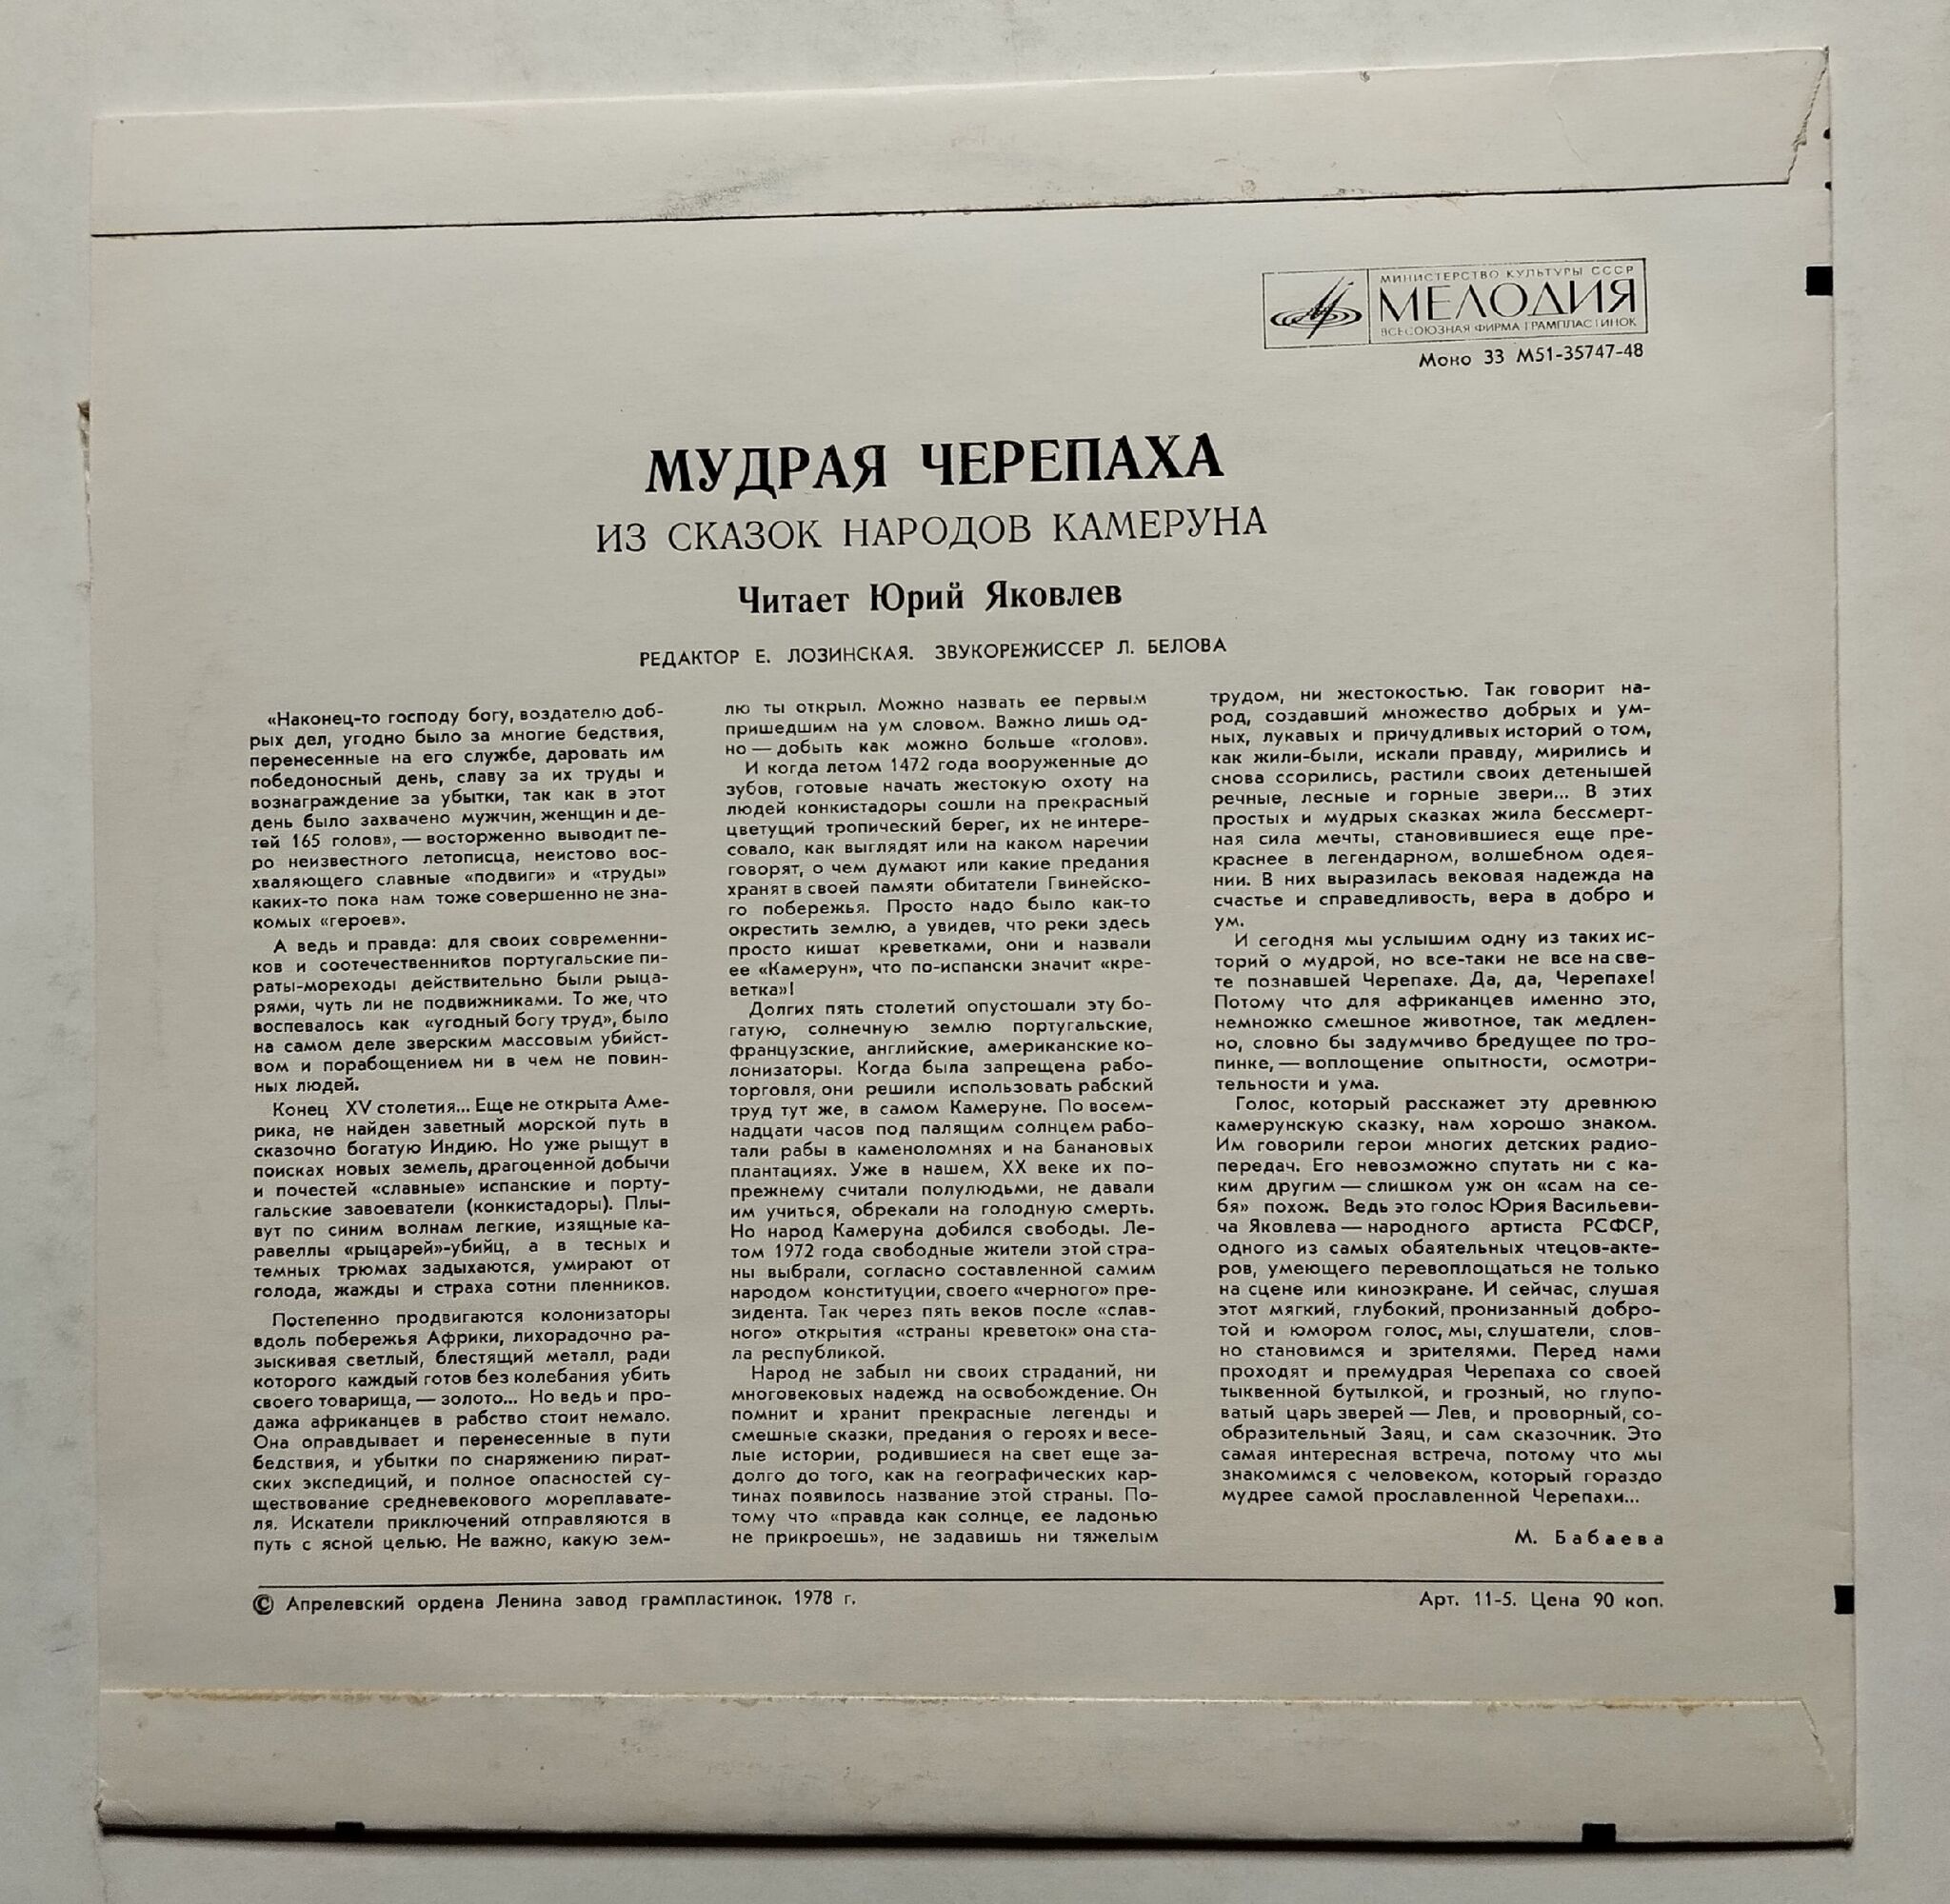 МИНИСТЕРСТВО КУЛЬТУРЫ СССР
МЕЛОДИЯ
ВСЕСОЮЗНАЯ ФИРМА ГРАМПЛАСТИНОК
Моно 33 М51-35747-48
МУДРАЯ ЧЕРЕПАХА
ИЗ СКАЗОК НАРОДОВ КАМЕРУНА
Читает Юрий Яковлев
РЕДАКТОР Е. ЛОЗИНСКАЯ. ЗВУКОРЕЖИССЕР Л. БЕЛОВА
«Наконец-то господу богу, воздателю доб-
рых дел, угодно было за многие бедствия,
перенесенные на его службе, даровать им
победоносный день, славу за их труды и
вознаграждение за убытки, так как в этот
день было захвачено мужчин, женщин и де-
тей 165 голов», — восторженно выводит пе-
ро неизвестного летописца, неистово вос-
хваляющего славные «подвиги» и «труды»
каких-то пока нам тоже совершенно не зна-
комых «героев».
А ведь и правда: для своих современни-
ков и соотечественников португальские пи-
раты-мореходы действительно были рыца-
рями, чуть ли не подвижниками. То же, что
воспевалось как «угодный богу труд», было
на самом деле зверским массовым убийст-
вом и порабощением ни в чем не повин-
ных людей.
Конец XV столетия... Еще не открыта Аме-
рика, не найден заветный морской путь в
сказочно богатую Индию. Но уже рыщут в
поисках новых земель, драгоценной добычи
и почестей «славные» испанские и порту-
гальские завоеватели (конкистадоры). Плы-
вут по синим волнам легкие, изящные ка-
равеллы «рыцарей»-убийц, а в тесных и
темных трюмах задыхаются, умирают от
голода, жажды и страха сотни пленников.
Постепенно продвигаются колонизаторы
вдоль побережья Африки, лихорадочно ра-
зыскивая светлый, блестящий металл, ради
которого каждый готов без колебания убить
своего товарища, — золото... Но ведь и про-
дажа африканцев в рабство стоит немало.
Она оправдывает и перенесенные в пути
бедствия, и убытки по снаряжению пират-
ских экспедиций, и полное опасностей су-
ществование средневекового мореплавате-
ля. Искатели приключений отправляются в
путь с ясной целью. Не важно, какую зем-
лю ты открыл. Можно назвать ее первым
пришедшим на ум словом. Важно лишь од-
но — добыть как можно больше «голов».
И когда летом 1472 года вооруженные до
зубов, готовые начать жестокую охоту на
людей конкистадоры сошли на прекрасный
цветущий тропический берег, их не интере-
совало, как выглядят или на каком наречии
говорят, о чем думают или какие предания
хранят в своей памяти обитатели Гвинейско-
го побережья. Просто надо было как-то
окрестить землю, а увидев, что реки здесь
просто кишат креветками, они и назвали
ее «Камерун», что по-испански значит «кре-
ветка»!
Долгих пять столетий опустошали эту бо-
гатую, солнечную землю португальские,
французские, английские, американские ко-
лонизаторы. Когда была запрещена рабо-
торговля, они решили использовать рабский
труд тут же, в самом Камеруне. По восем-
надцати часов под палящим солнцем рабо-
тали рабы в каменоломнях и на банановых
плантациях. Уже в нашем, XX веке их по-
прежнему считали полулюдьми, не давали
им учиться, обрекали на голодную смерть.
Но народ Камеруна добился свободы. Ле-
том 1972 года свободные жители этой стра-
ны выбрали, согласно составленной самим
народом конституции, своего «черного» пре-
зидента. Так через пять веков после «слав-
ного» открытия «страны креветок» она ста-
ла республикой.
Народ не забыл ни своих страданий, ни
многовековых надежд на освобождение. Он
помнит и хранит прекрасные легенды и
смешные сказки, предания о героях и весе-
лые истории, родившиеся на свет еще за-
долго до того, как на географических кар-
тинах появилось название этой страны. По-
тому что «правда как солнце, ее ладонью
не прикроешь», не задавишь ни тяжелым
трудом, ни жестокостью. Так говорит на-
род, создавший множество добрых и ум-
ных, лукавых и причудливых историй о том,
как жили-были, искали правду, мирились и
снова ссорились, растили своих детенышей
речные, лесные и горные звери... В этих
простых и мудрых сказках жила бессмерт-
ная сила мечты, становившиеся еще пре-
краснее в легендарном, волшебном одея-
нии. В них выразилась вековая надежда на
счастье и справедливость, вера в добро и
ум.
И сегодня мы услышим одну из таких ис-
торий о мудрой, но все-таки не все на све-
те познавшей Черепахе. Да, да, Черепахе!
Потому что для африканцев именно это,
немножко смешное животное, так медлен-
но, словно бы задумчиво бредущее по тро-
пинке, — воплощение опытности, осмотри-
тельности и ума.
Голос, который расскажет эту древнюю
камерунскую сказку, нам хорошо знаком.
Им говорили герои многих детских радио-
передач. Его невозможно спутать ни с ка-
ким другим — слишком уж он «сам на се-
бя» похож. Ведь это голос Юрия Васильеви-
ча Яковлева — народного артиста РСФСР,
одного из самых обаятельных чтецов-акте-
ров, умеющего перевоплощаться не только
на сцене или киноэкране. И сейчас, слушая
этот мягкий, глубокий, пронизанный добро-
той и юмором голос, мы, слушатели, слов-
но становимся и зрителями. Перед нами
проходят и премудрая Черепаха со своей
тыквенной бутылкой, и грозный, но глупо-
ватый царь зверей — Лев, и проворный, со-
образительный Заяц, и сам сказочник. Это
самая интересная встреча, потому что мы
знакомимся с человеком, который гораздо
мудрее самой прославленной Черепахи...
М. Бабаева
© Апрелевский ордена Ленина завод грампластинок. 1978 г.
Арт. 11-5. Цена 90 коп.